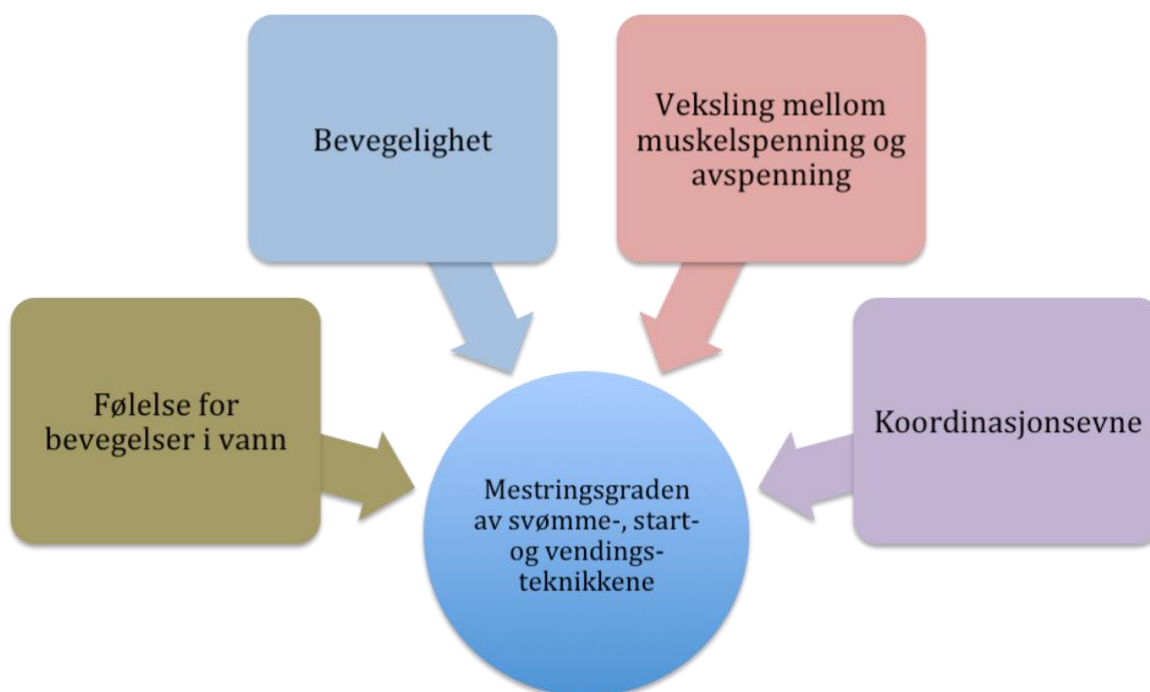 Bevegelighet
Veksling mellom
muskelspenning og
avspenning
Følelse for
bevegelser i vann
Koordinasjonsevne
Mestringsgraden
av svømme-, start-
og vendings-
teknikkene